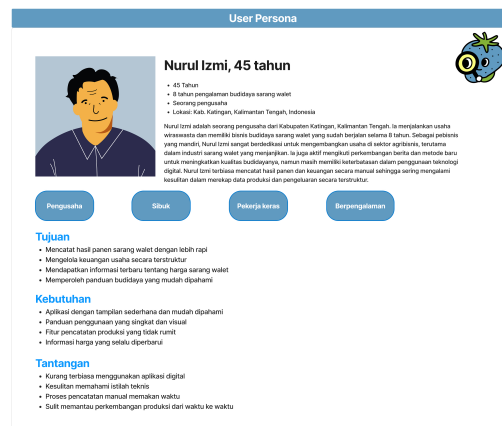 User Persona
Nurul Izmi, 45 tahun
• 45 Tahun
• 8 tahun pengalaman budidaya sarang walet
• Seorang pengusaha
• Lokasi: Kab. Katingan, Kalimantan Tengah, Indonesia
Nurul Izmi adalah seorang pengusaha dari Kabupaten Katingan, Kalimantan Tengah. Ia menjalankan usaha
wiraswasta dan memiliki bisnis budidaya sarang walet yang sudah berjalan selama 8 tahun. Sebagai pebisnis
yang mandiri, Nurul Izmi sangat berdedikasi untuk mengembangkan usaha di sektor agribisnis, terutama
dalam industri sarang walet yang menjanjikan. Ia juga aktif mengikuti perkembangan berita dan metode baru
untuk meningkatkan kualitas budidayanya, namun masih memiliki keterbatasan dalam penggunaan teknologi
digital. Nurul Izmi terbiasa mencatat hasil panen dan keuangan secara manual sehingga sering mengalami
kesulitan dalam merekap data produksi dan pengeluaran secara terstruktur.
Pengusaha
Sibuk
Pekerja keras
Berpengalaman
Tujuan
• Mencatat hasil panen sarang walet dengan lebih rapi
• Mengelola keuangan usaha secara terstruktur
• Mendapatkan informasi terbaru tentang harga sarang walet
• Memperoleh panduan budidaya yang mudah dipahami
Kebutuhan
• Aplikasi dengan tampilan sederhana dan mudah dipahami
• Panduan penggunaan yang singkat dan visual
• Fitur pencatatan produksi yang tidak rumit
• Informasi harga yang selalu diperbarui
Tantangan
• Kurang terbiasa menggunakan aplikasi digital
• Kesulitan memahami istilah teknis
• Proses pencatatan manual memakan waktu
• Sulit memantau perkembangan produksi dari waktu ke waktu